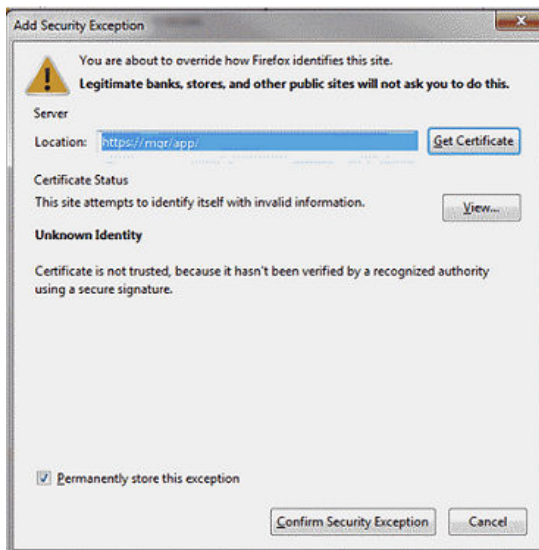 Add Security Exception
You are about to override how Firefox identifies this site.
Legitimate banks, stores, and other public sites will not ask you to do this.
Server
Location: https://mqr/app/ Get Certificate
Certificate Status
This site attempts to identify itself with invalid information. View...
Unknown Identity
Certificate is not trusted, because it hasn't been verified by a recognized authority
using a secure signature.
Permanently store this exception
Confirm Security Exception Cancel